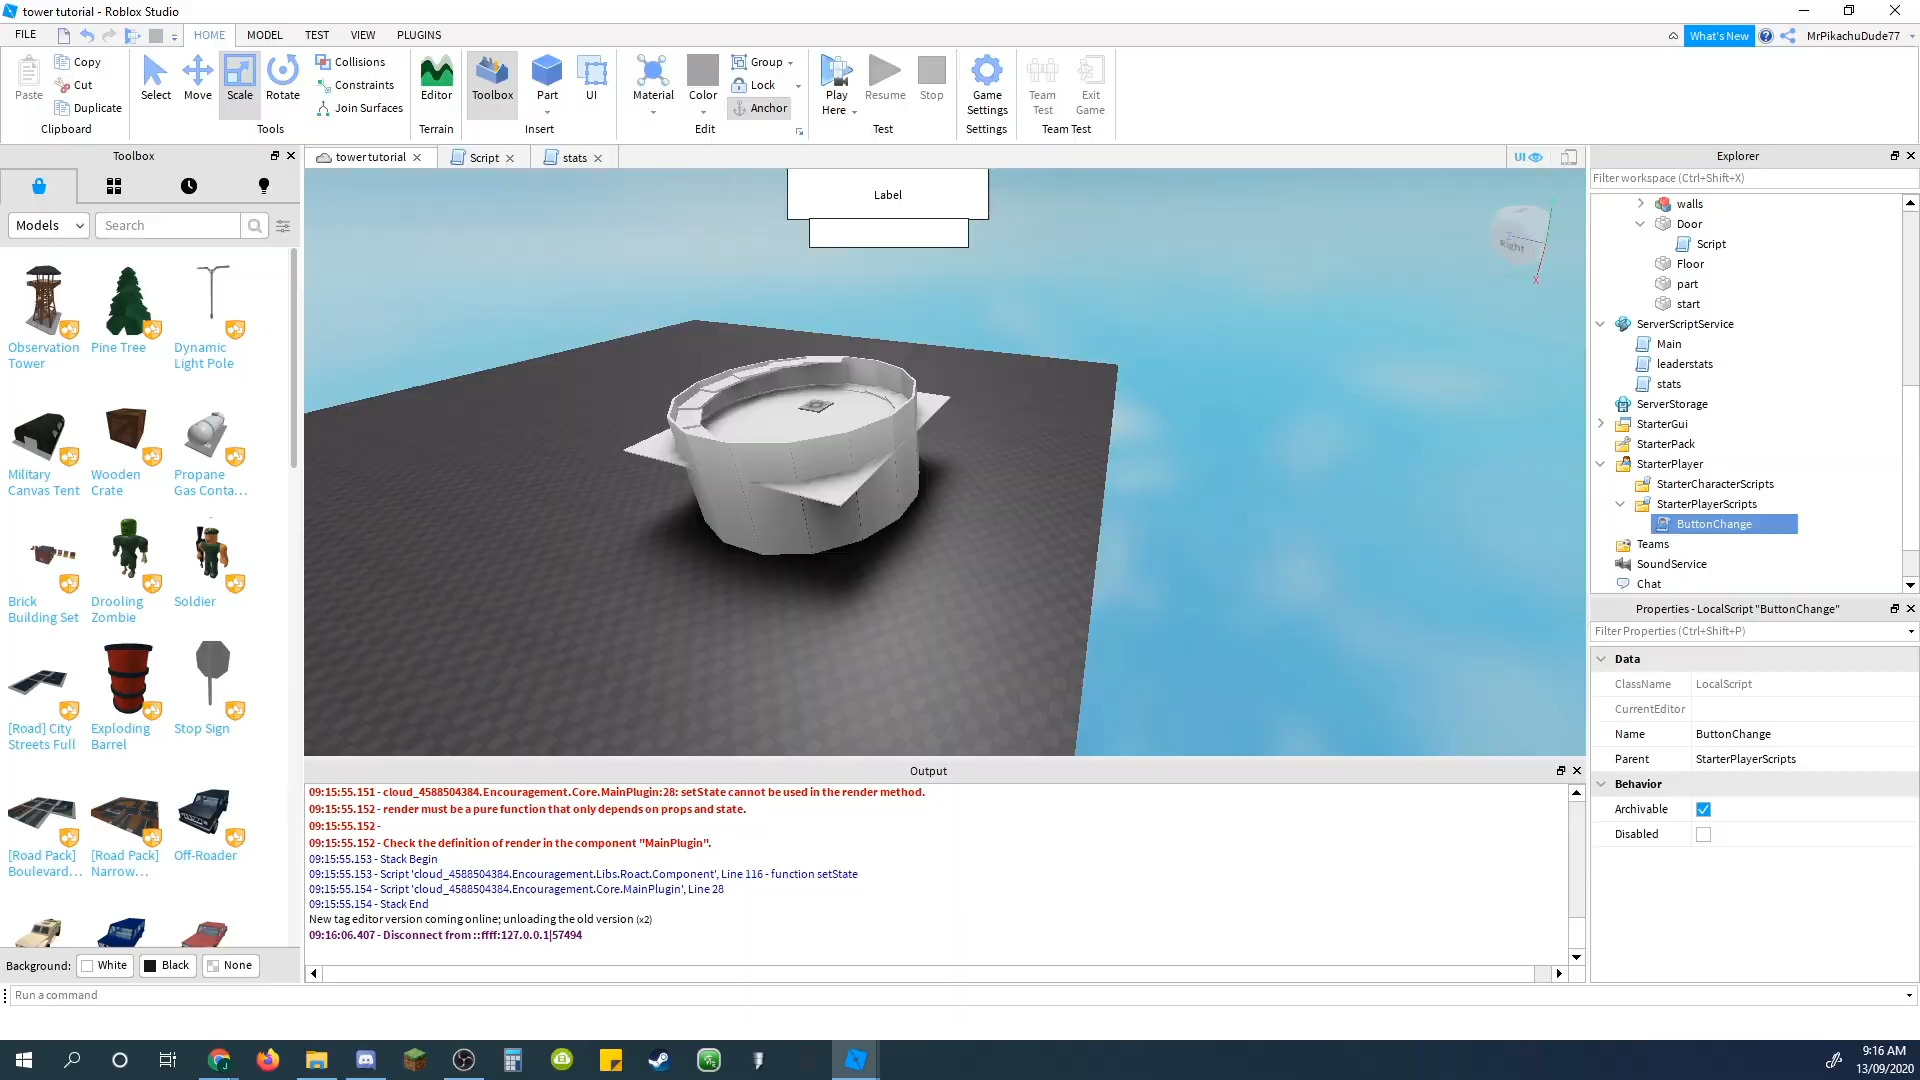 tower tutorial - Roblox Studio
FILE
HOME
MODEL
TEST
VIEW
PLUGINS
What's New
MrPikachuDude77
Paste
Copy
Cut
Duplicate
Clipboard
Select
Move
Scale
Rotate
Collisions
Constraints
Join Surfaces
Tools
Editor
Terrain
Toolbox
Part
UI
Insert
Material
Color
Group
Lock
Anchor
Edit
Play
Here
Resume
Stop
Test
Game
Settings
Settings
Team
Test
Exit
Game
Team Test
Toolbox
tower tutorial
Script
stats
UI
Models
Search
Observation
Tower
Pine Tree
Dynamic
Light Pole
Military
Canvas Tent
Wooden
Crate
Propane
Gas Conta...
Brick
Building Set
Drooling
Zombie
Soldier
[Road] City
Streets Full
Exploding
Barrel
Stop Sign
[Road Pack]
Boulevard...
[Road Pack]
Narrow...
Off-Roader
Background:
White
Black
None
Label
Right
Z
X
Output
09:15:55.151 - cloud_4588504384.Encouragement.Core.MainPlugin:28: setState cannot be used in the render method.
09:15:55.152 - render must be a pure function that only depends on props and state.
09:15:55.152 -
09:15:55.152 - Check the definition of render in the component "MainPlugin".
09:15:55.153 - Stack Begin
09:15:55.153 - Script 'cloud_4588504384.Encouragement.Libs.Roact.Component', Line 116 - function setState
09:15:55.154 - Script 'cloud_4588504384.Encouragement.Core.MainPlugin', Line 28
09:15:55.154 - Stack End
New tag editor version coming online; unloading the old version (x2)
09:16:06.407 - Disconnect from ::ffff:127.0.0.1|57494
Explorer
Filter workspace (Ctrl+Shift+X)
walls
Door
Script
Floor
part
start
ServerScriptService
Main
leaderstats
stats
ServerStorage
StarterGui
StarterPack
StarterPlayer
StarterCharacterScripts
StarterPlayerScripts
ButtonChange
Teams
SoundService
Chat
Properties - LocalScript "ButtonChange"
Filter Properties (Ctrl+Shift+P)
Data
ClassName LocalScript
CurrentEditor
Name ButtonChange
Parent StarterPlayerScripts
Behavior
Archivable
Disabled
Run a command
9:16 AM
13/09/2020